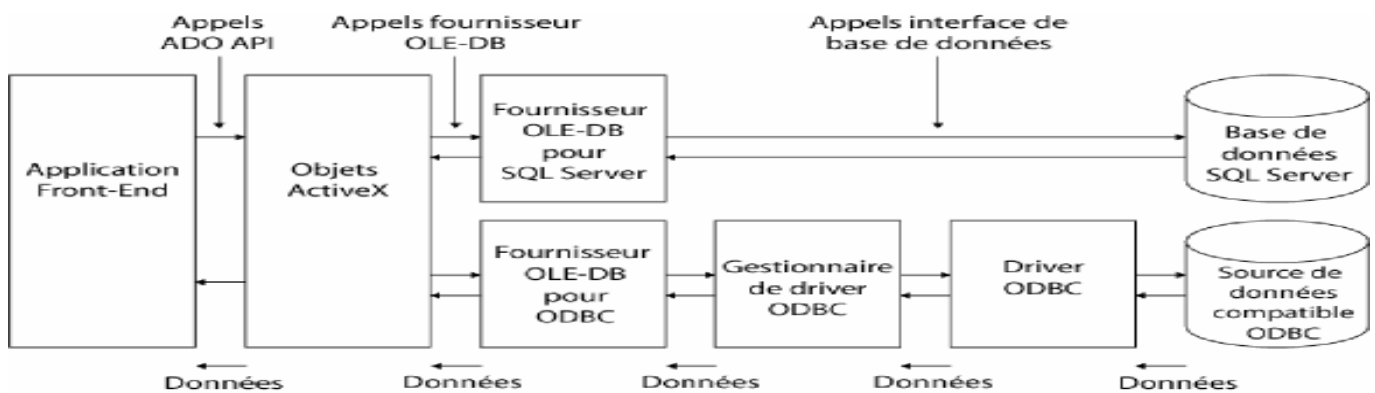 Appels
ADO API
Appels fournisseur
OLE-DB
Appels interface de
base de données
Application
Front-End
Objets
ActiveX
Fournisseur
OLE-DB
pour
SQL Server
Base de
données
SQL Server
Fournisseur
OLE-DB
pour
ODBC
Gestionnaire
de driver
ODBC
Driver
ODBC
Source de
données
compatible
ODBC
Données
Données
Données
Données
Données